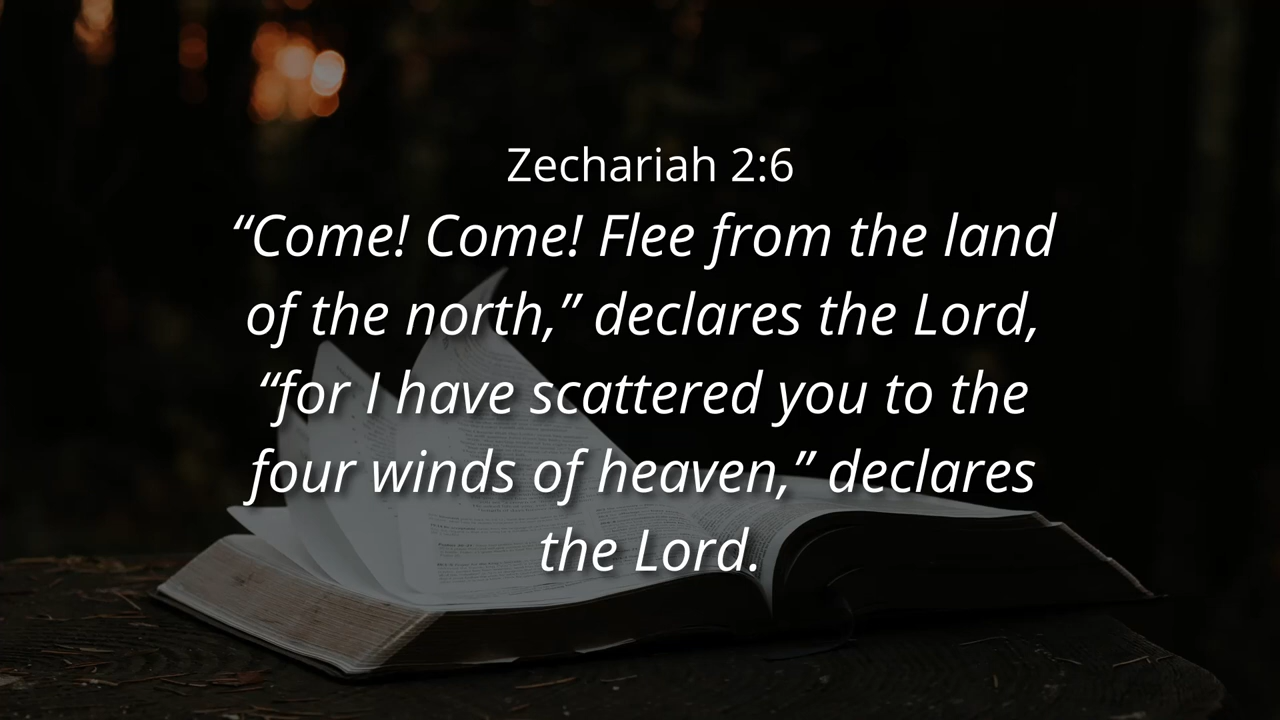 Zechariah 2:6
“Come! Come! Flee from the land
of the north,” declares the Lord,
“for I have scattered you to the
four winds of heaven,” declares
the Lord.